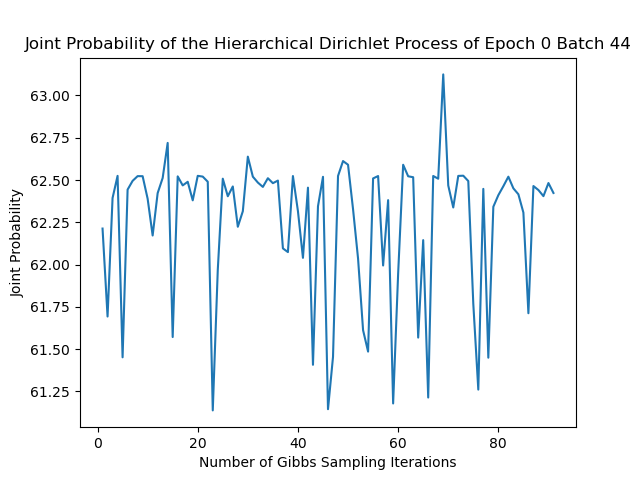 Joint Probability of the Hierarchical Dirichlet Process of Epoch 0 Batch 44
63.00
62.75
62.50
62.25
62.00
61.75
61.50
61.25
Joint Probability
0 20 40 60 80
Number of Gibbs Sampling Iterations